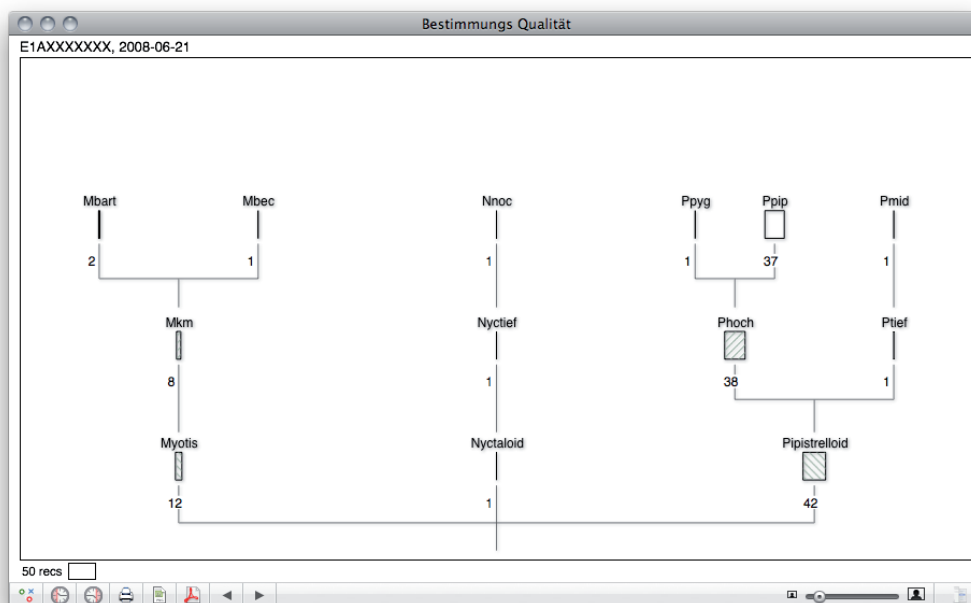 Bestimmungs Qualität
E1AXXXXXXX, 2008-06-21
Mbart Mbec Nnoc Ppyg Ppip Pmid
2 1 1 1 37 1
Mkm Nyctief Phoch Ptief
8 1 38 1
Myotis Nyctaloid Pipistrelloid
12 1 42
50 recs